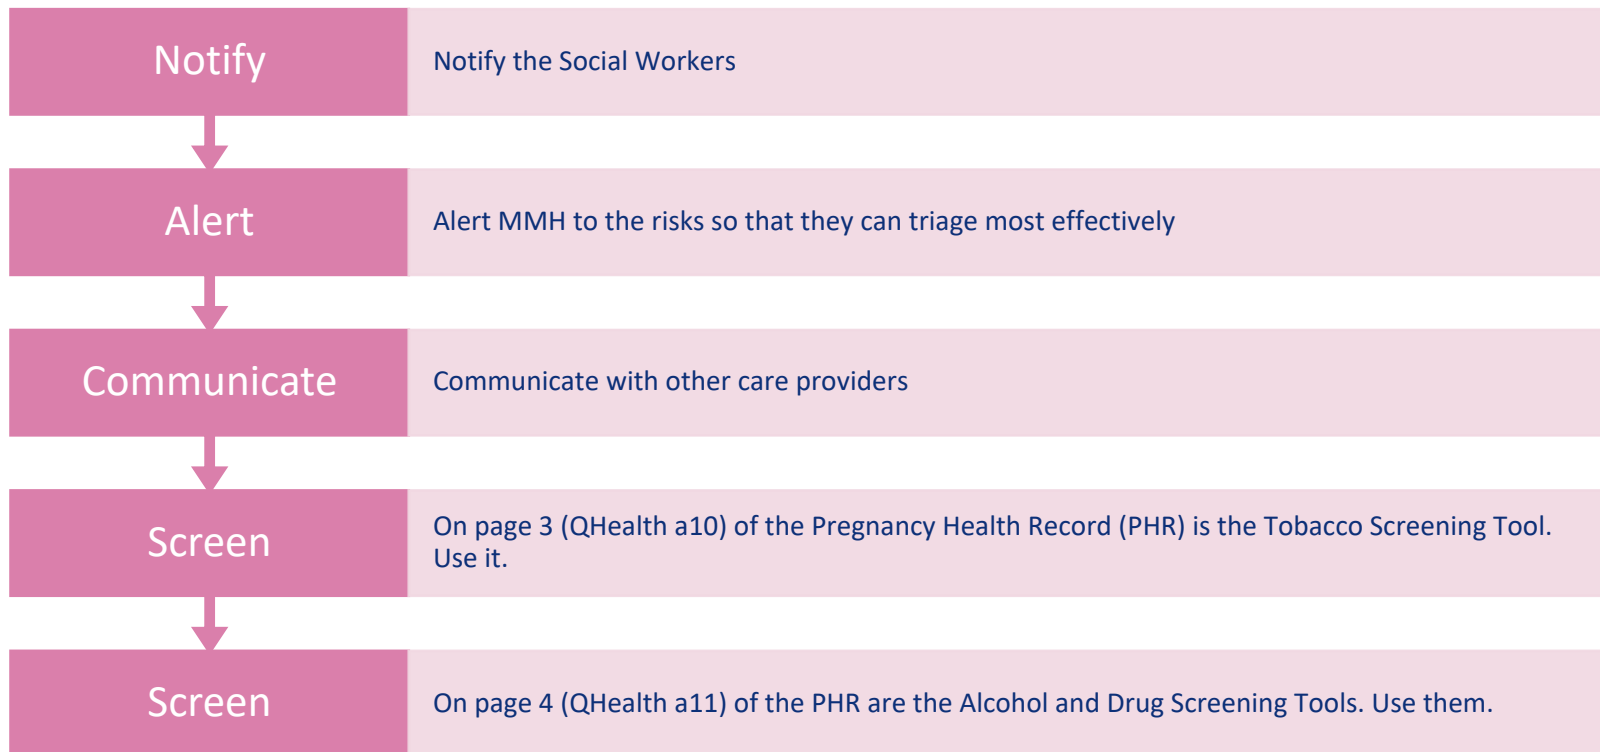 Notify
Notify the Social Workers
Alert
Alert MMH to the risks so that they can triage most effectively
Communicate
Communicate with other care providers
Screen
On page 3 (QHealth a10) of the Pregnancy Health Record (PHR) is the Tobacco Screening Tool.
Use it.
Screen
On page 4 (QHealth a11) of the PHR are the Alcohol and Drug Screening Tools. Use them.